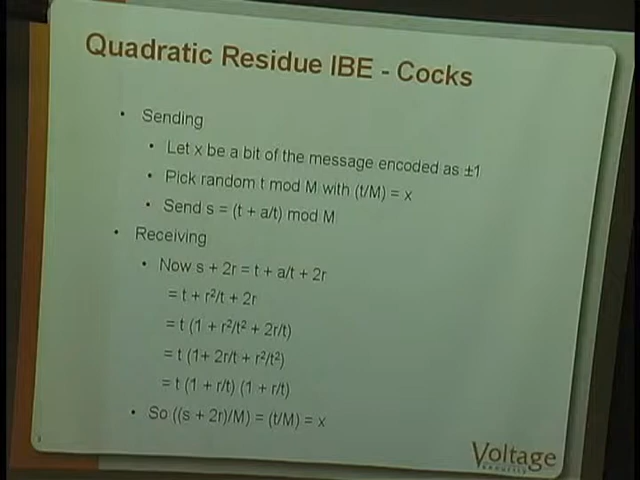 Quadratic Residue IBE - Cocks
• Sending
• Let x be a bit of the message encoded as ±1
• Pick random t mod M with (t/M) = x
• Send s = (t + a/t) mod M
• Receiving
• Now s + 2r = t + a/t + 2r
= t + r²/t + 2r
= t (1 + r²/t² + 2r/t)
= t (1+ 2r/t + r²/t²)
= t (1 + r/t) (1 + r/t)
• So ((s + 2r)/M) = (t/M) = x
Voltage
security